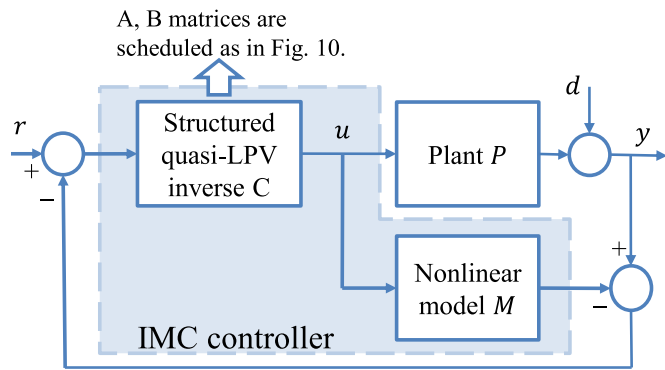 A, B matrices are
scheduled as in Fig. 10.
r
+
−
Structured
quasi-LPV
inverse C
u
Plant P
d
y
Nonlinear
model M
+
−
IMC controller